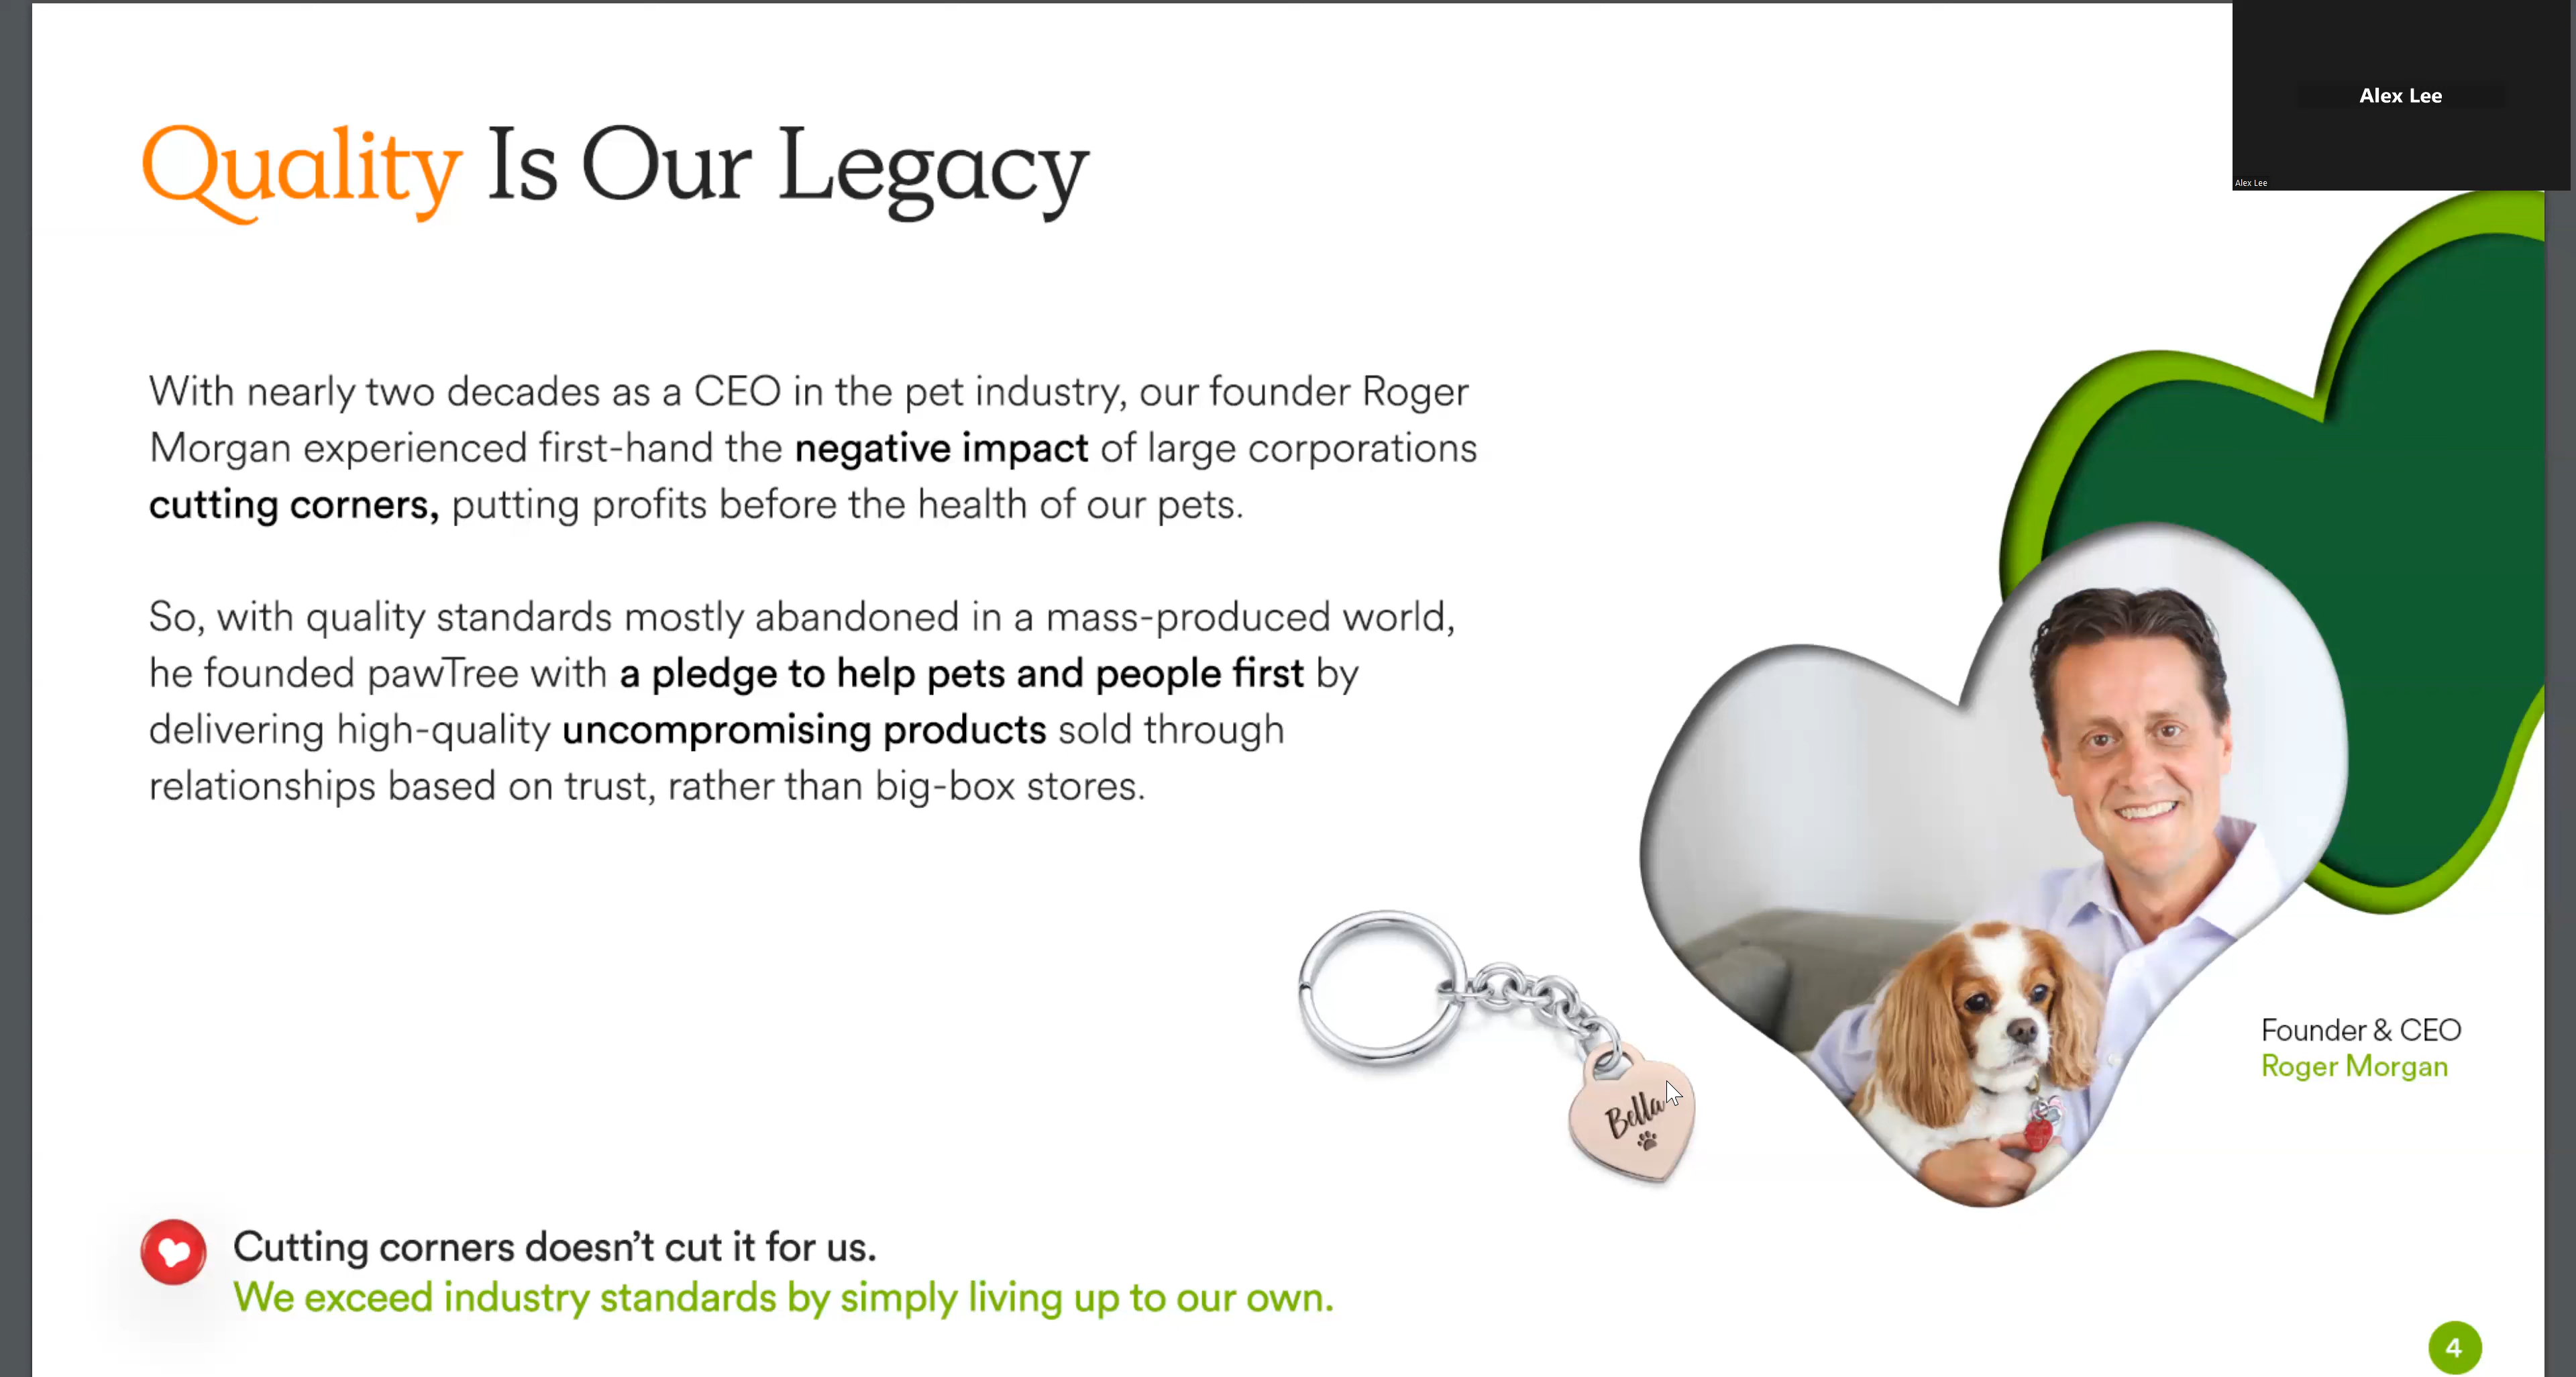 Alex Lee
Alex Lee
Quality Is Our Legacy
With nearly two decades as a CEO in the pet industry, our founder Roger
Morgan experienced first-hand the negative impact of large corporations
cutting corners, putting profits before the health of our pets.
So, with quality standards mostly abandoned in a mass-produced world,
he founded pawTree with a pledge to help pets and people first by
delivering high-quality uncompromising products sold through
relationships based on trust, rather than big-box stores.
Bella
Founder & CEO
Roger Morgan
Cutting corners doesn’t cut it for us.
We exceed industry standards by simply living up to our own.
4